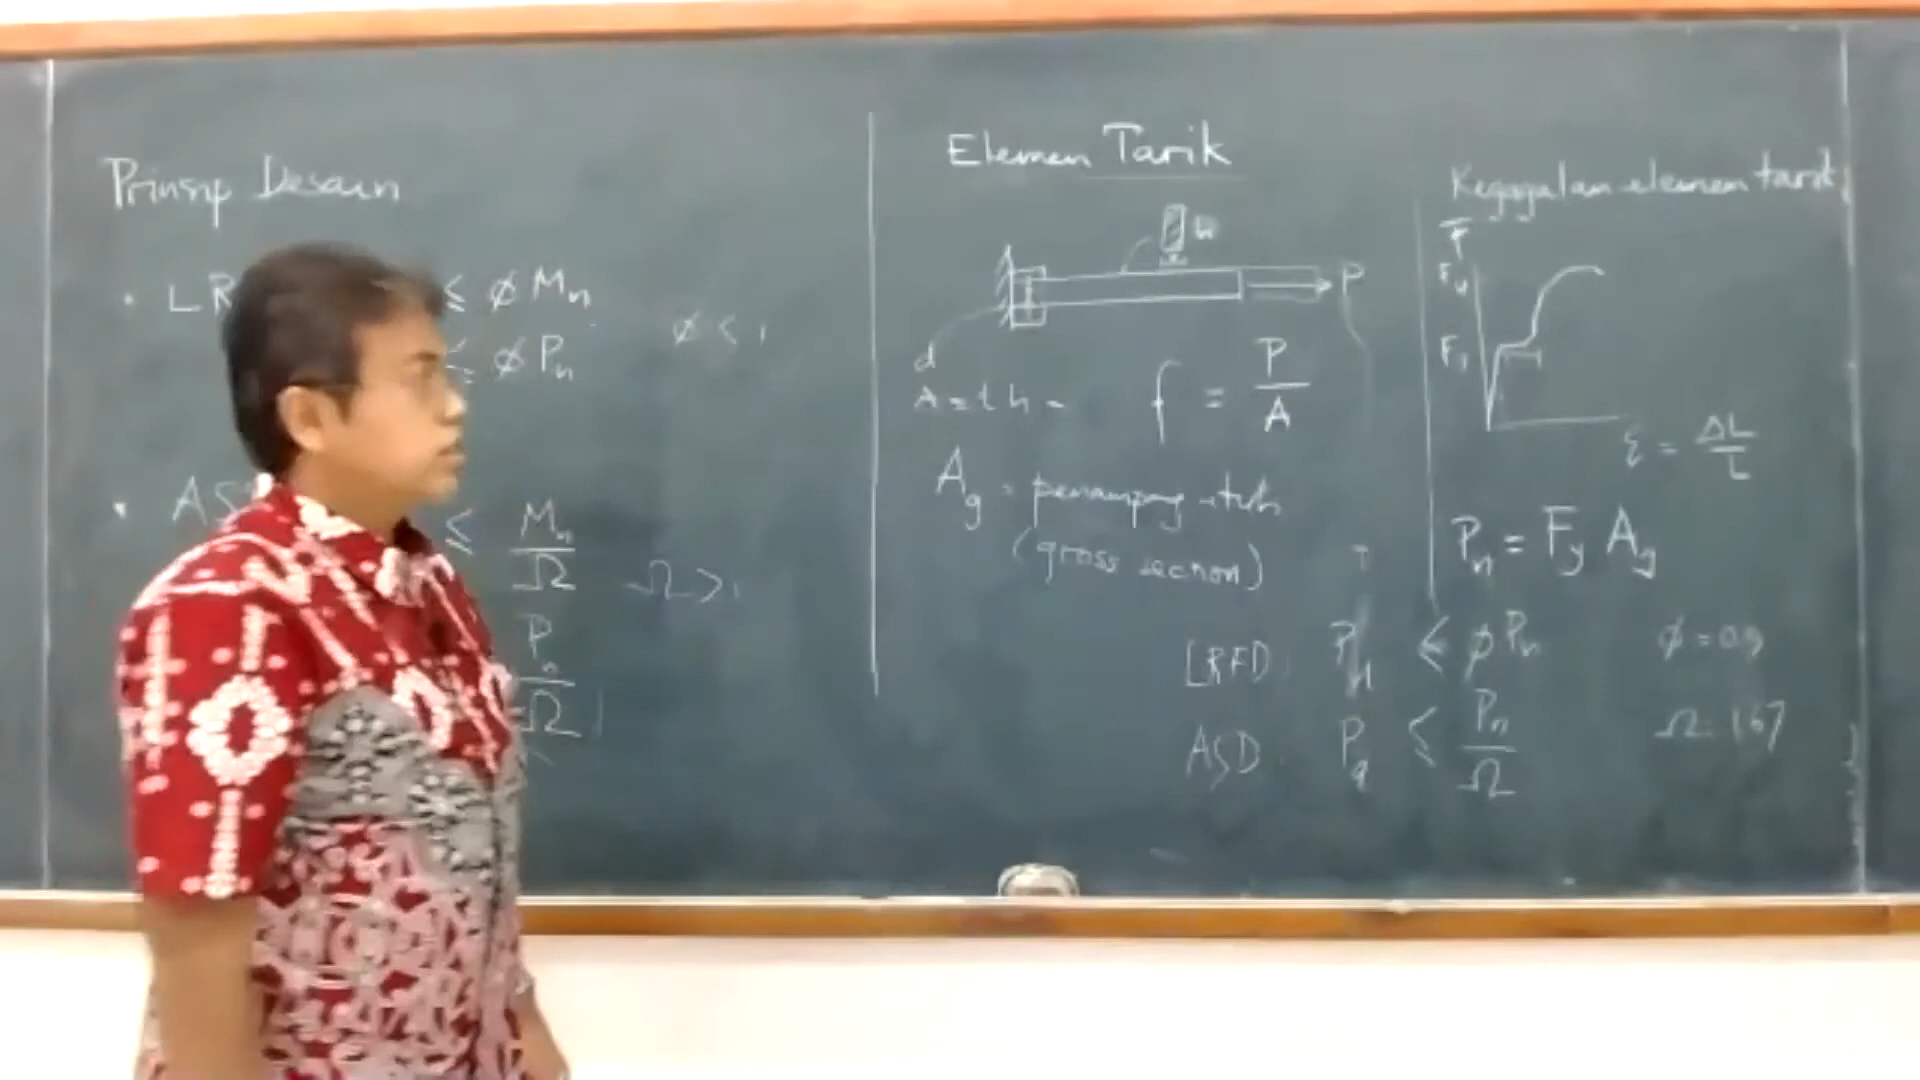 Prinsip Desain
• LR ≤ ϕ Mn
≤ ϕ Pn
ϕ < 1
• AS ≤ Mn/Ω
Ω > 1
Pn/Ω
Elemen Tarik
h
P
d
f = P/A
Ag = penampang utuh
(gross section)
Kegagalan elemen tarik
F
Fu
Fy
ε = ΔL/L
Pn = Fy Ag
LRFD: Pu ≤ ϕ Pn ϕ = 0.9
ASD: Pa ≤ Pn/Ω Ω = 1.67